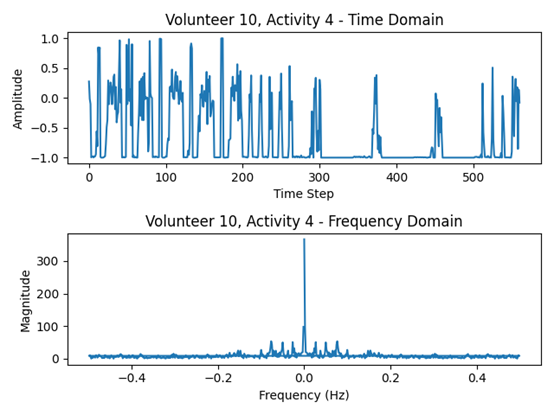 Volunteer 10, Activity 4 - Time Domain
1.0
0.5
0.0
−0.5
−1.0
Amplitude
0 100 200 300 400 500
Time Step
Volunteer 10, Activity 4 - Frequency Domain
300
200
100
0
Magnitude
−0.4 −0.2 0.0 0.2 0.4
Frequency (Hz)